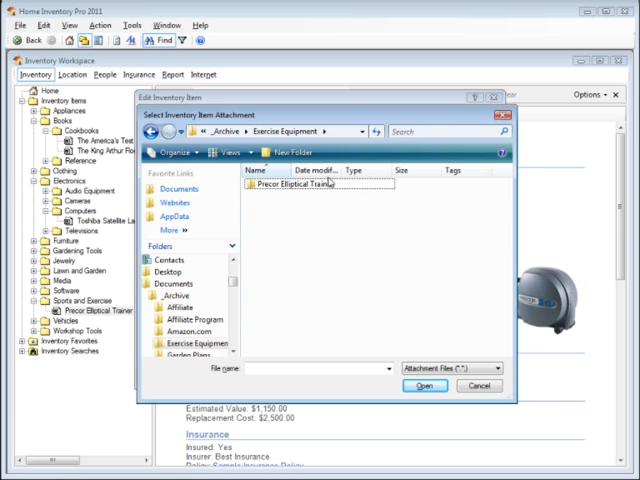 Home Inventory Pro 2011
File Edit View Action Tools Window Help
Back Find
Inventory Workspace
Inventory Location People Insurance Report Internet
Options
Home
Inventory Items
Appliances
Books
Cookbooks
The America's Test
The King Arthur Flo
Reference
Clothing
Electronics
Audio Equipment
Cameras
Computers
Toshiba Satellite La
Televisions
Furniture
Gardening Tools
Jewelry
Lawn and Garden
Media
Software
Sports and Exercise
Precor Elliptical Trainer
Vehicles
Workshop Tools
Inventory Favorites
Inventory Searches
Edit Inventory Item
Select Inventory Item Attachment
« _Archive Exercise Equipment Search
Organize Views New Folder
Favorite Links
Documents
Websites
AppData
More »
Folders
Contacts
Desktop
Documents
_Archive
Affiliate
Affiliate Program
Amazon.com
Exercise Equipmen
Garden Plans
Name Date modif... Type Size Tags
Precor Elliptical Train
File name: Attachment Files (*.*;)
Open Cancel
Estimated Value: $1,150.00
Replacement Cost: $2,500.00
Insurance
Insured: Yes
Insurer: Best Insurance
Policy: Sample Insurance Policy